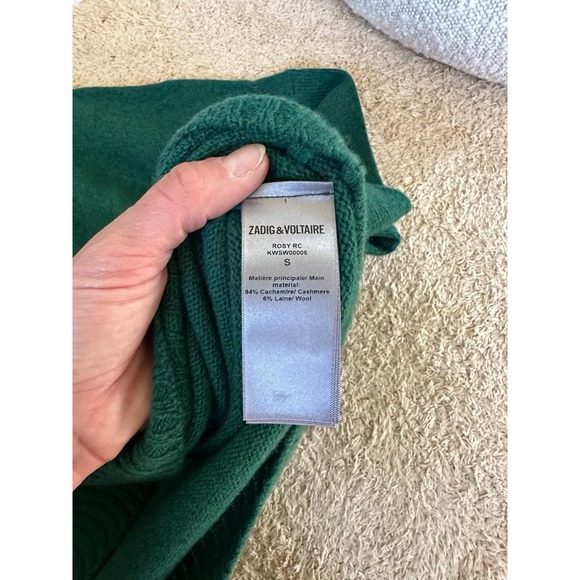 ZADIG&VOLTAIRE
ROSY RC
KWSW00006
S
Matière principale/ Main
material:
94% Cachemire/ Cashmere
6% Laine/ Wool